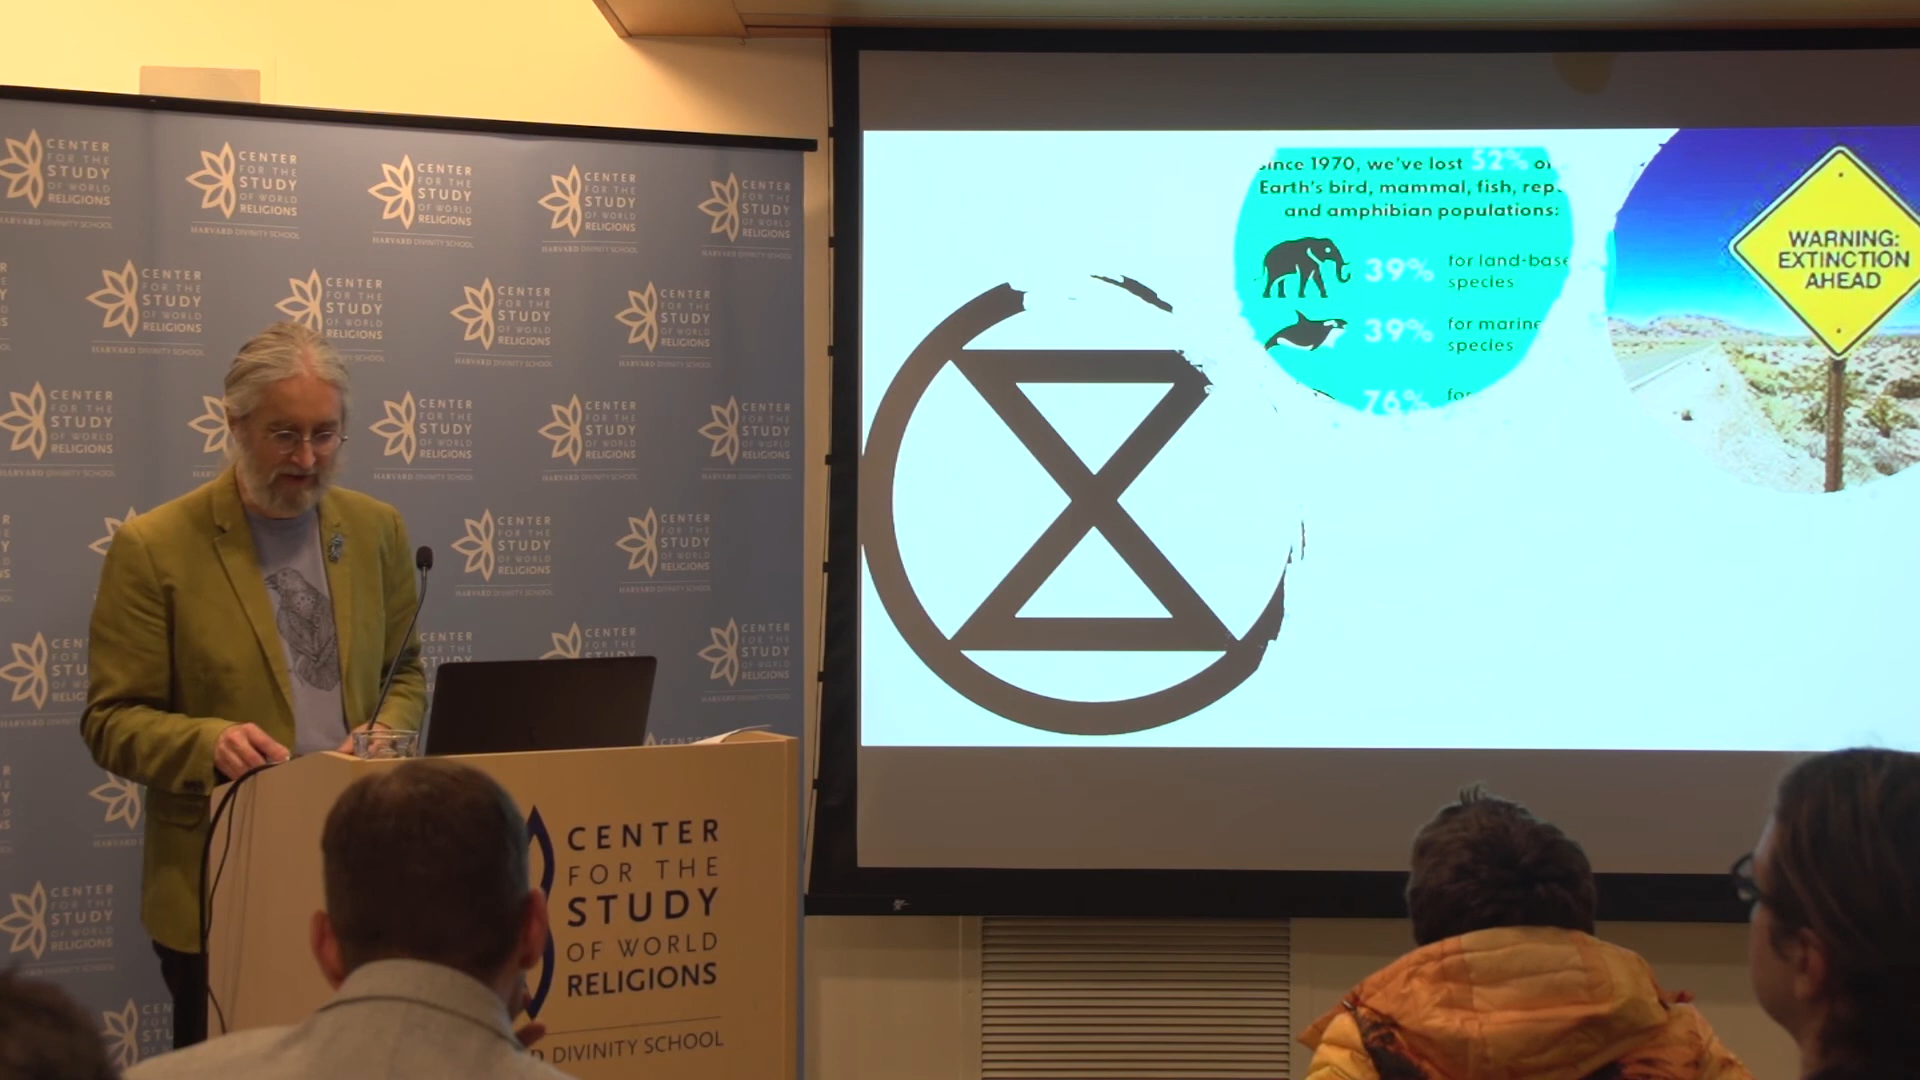 CENTER
FOR THE
STUDY
OF WORLD
RELIGIONS
HARVARD DIVINITY SCHOOL
since 1970, we've lost 52%
Earth's bird, mammal, fish,
and amphibian populations:
39% for land-base
species
39% for marine
species
76%
WARNING:
EXTINCTION
AHEAD
CENTER
FOR THE
STUDY
OF WORLD
RELIGIONS
DIVINITY SCHOOL